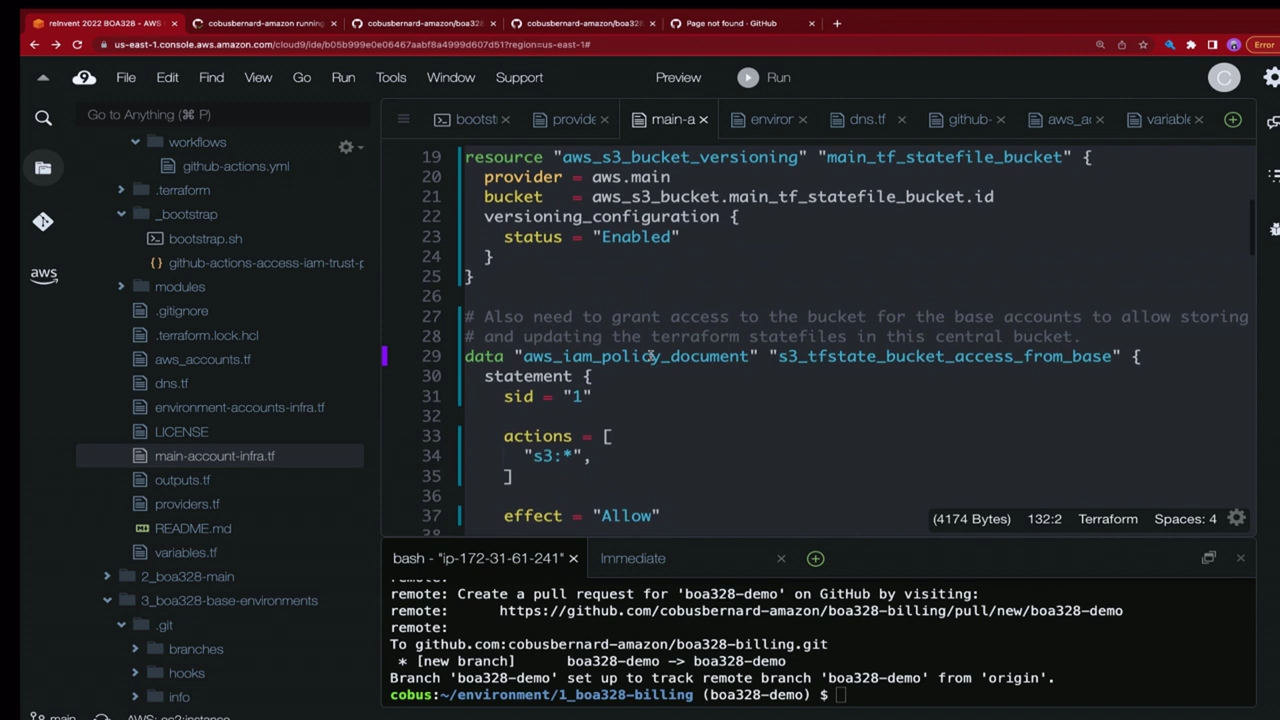 reInvent 2022 BOA328 - AWS
cobusbernard-amazon running
cobusbernard-amazon/boa328
cobusbernard-amazon/boa328
Page not found · GitHub
us-east-1.console.aws.amazon.com/cloud9/ide/b05b999e0e06467aabf8a4999d607d51?region=us-east-1#
Error
File Edit Find View Go Run Tools Window Support Preview Run
C
Go to Anything (⌘ P)
bootst provide main-a environ dns.tf github- aws_ac variable
workflows
github-actions.yml
.terraform
_bootstrap
bootstrap.sh
github-actions-access-iam-trust-p
modules
.gitignore
.terraform.lock.hcl
aws_accounts.tf
dns.tf
environment-accounts-infra.tf
LICENSE
main-account-infra.tf
outputs.tf
providers.tf
README.md
variables.tf
2_boa328-main
3_boa328-base-environments
.git
branches
hooks
info
main
AWS: ec2:instance
aws
19 resource "aws_s3_bucket_versioning" "main_tf_statefile_bucket" {
20 provider = aws.main
21 bucket = aws_s3_bucket.main_tf_statefile_bucket.id
22 versioning_configuration {
23 status = "Enabled"
24 }
25 }
26
27 # Also need to grant access to the bucket for the base accounts to allow storing
28 # and updating the terraform statefiles in this central bucket.
29 data "aws_iam_policy_document" "s3_tfstate_bucket_access_from_base" {
30 statement {
31 sid = "1"
32
33 actions = [
34 "s3:*",
35 ]
36
37 effect = "Allow"
38
(4174 Bytes) 132:2 Terraform Spaces: 4
bash - "ip-172-31-61-241" Immediate
remote:
remote: Create a pull request for 'boa328-demo' on GitHub by visiting:
remote: https://github.com/cobusbernard-amazon/boa328-billing/pull/new/boa328-demo
remote:
To github.com:cobusbernard-amazon/boa328-billing.git
* [new branch] boa328-demo -> boa328-demo
Branch 'boa328-demo' set up to track remote branch 'boa328-demo' from 'origin'.
cobus:~/environment/1_boa328-billing (boa328-demo) $